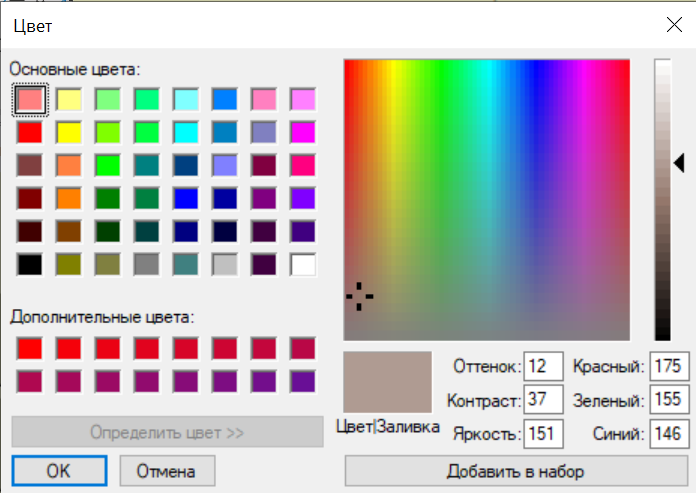 Цвет
Основные цвета:
Дополнительные цвета:
Определить цвет >>
OK
Отмена
Цвет|Заливка
Оттенок: 12
Контраст: 37
Яркость: 151
Красный: 175
Зеленый: 155
Синий: 146
Добавить в набор